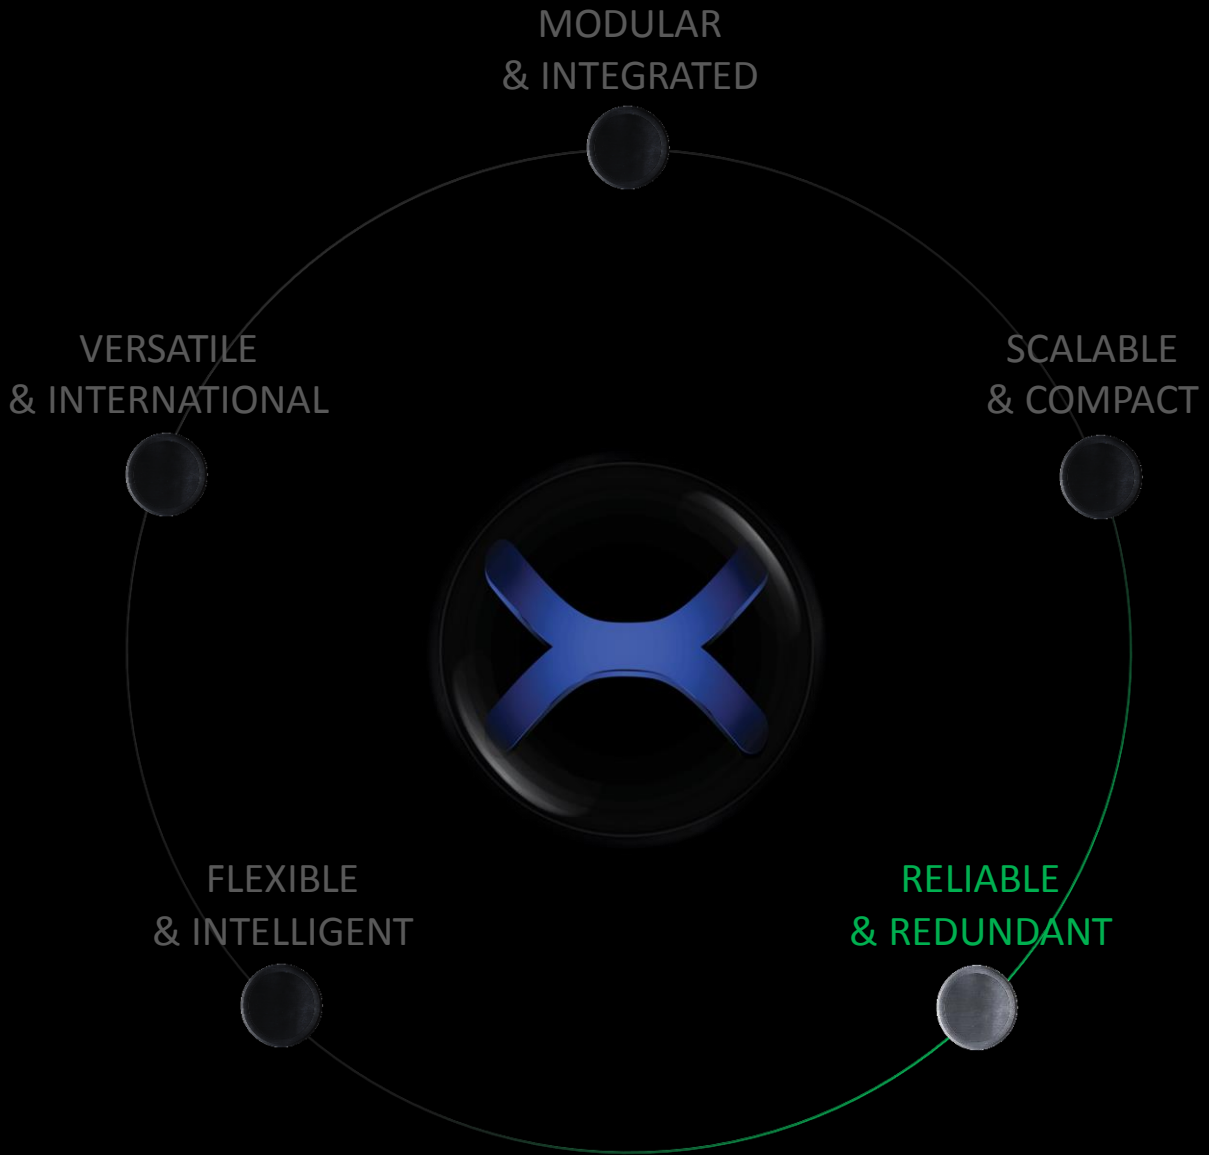 MODULAR
& INTEGRATED
VERSATILE
& INTERNATIONAL
SCALABLE
& COMPACT
FLEXIBLE
& INTELLIGENT
RELIABLE
& REDUNDANT